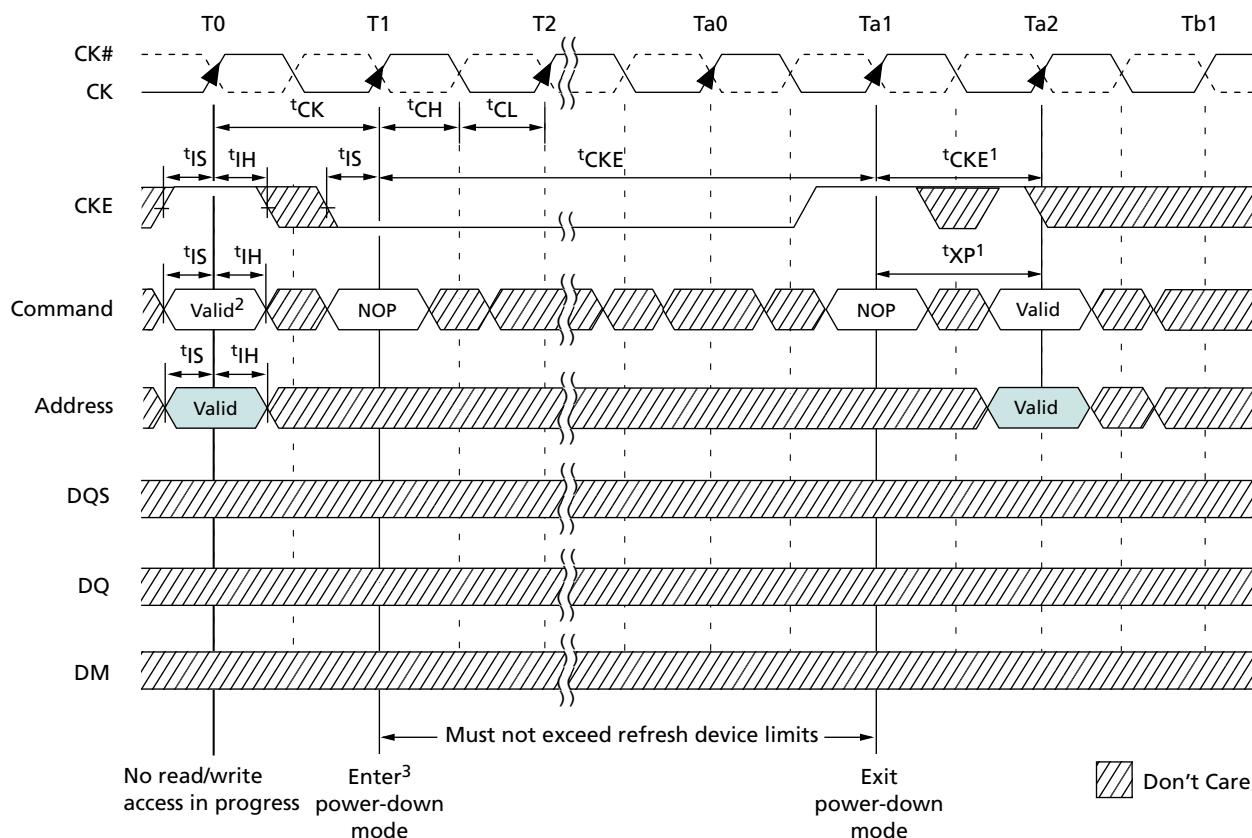 T0 T1 T2 Ta0 Ta1 Ta2 Tb1
CK#
CK
tCK tCH tCL
tIS tIH tIS tCKE tCKE1
CKE
tIS tIH tXP1
Command Valid2 NOP NOP Valid
tIS tIH
Address Valid Valid
DQS
DQ
DM
Must not exceed refresh device limits
No read/write
access in progress
Enter3
power-down
mode
Exit
power-down
mode
Don't Care